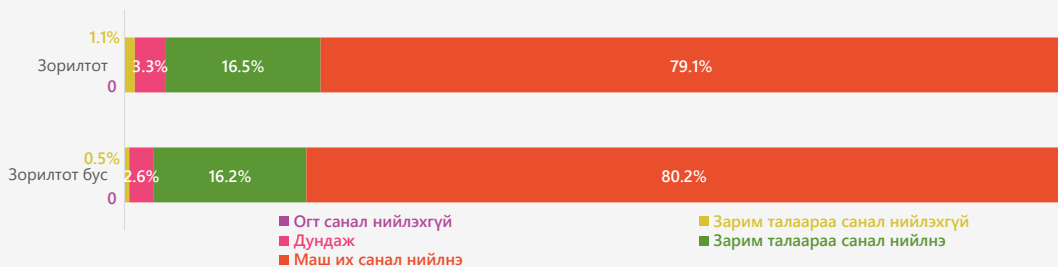 1.1%
Зорилтот
0
3.3%
16.5%
79.1%
0.5%
Зорилтот бус
0
2.6%
16.2%
80.2%
Огт санал нийлэхгүй
Зарим талаараа санал нийлэхгүй
Дундаж
Зарим талаараа санал нийлнэ
Маш их санал нийлнэ